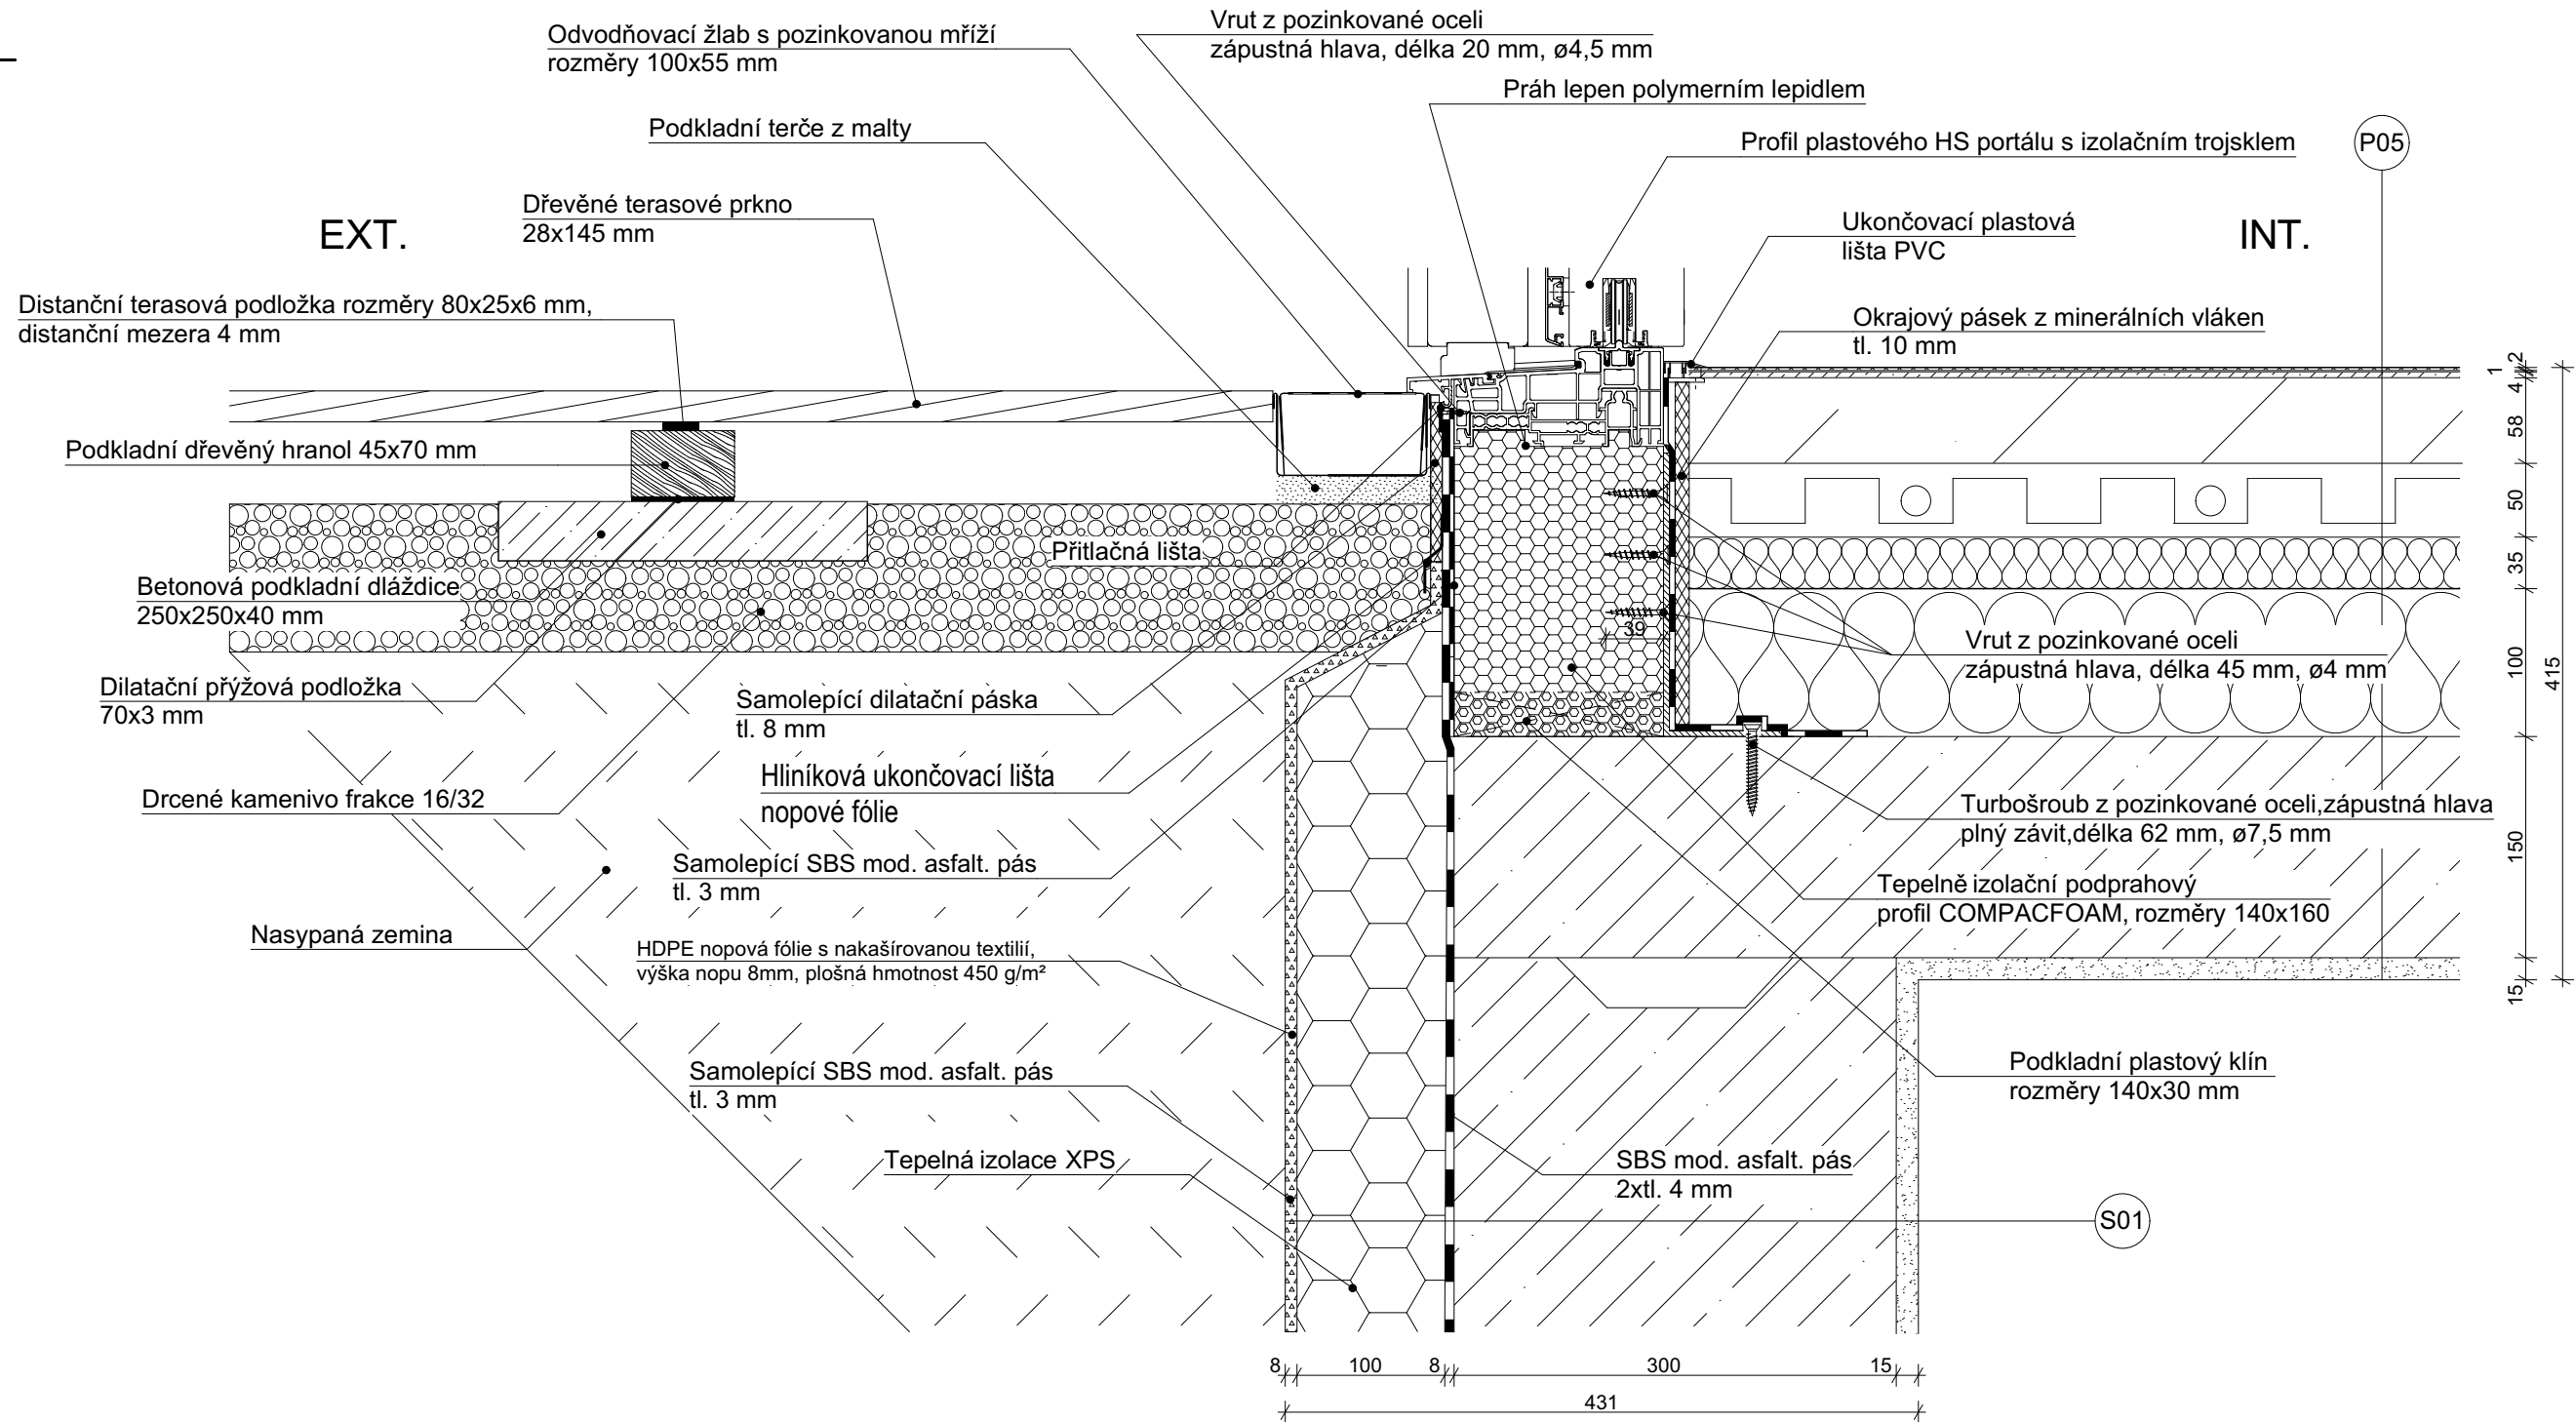 Odvodňovací žlab s pozinkovanou mříží
rozměry 100x55 mm
Vrut z pozinkované oceli
zápustná hlava, délka 20 mm, ø4,5 mm
Práh lepen polymerním lepidlem
Podkladní terče z malty
Profil plastového HS portálu s izolačním trojsklem
P05
EXT.
Dřevěné terasové prkno
28x145 mm
Ukončovací plastová
lišta PVC
INT.
Distanční terasová podložka rozměry 80x25x6 mm,
distanční mezera 4 mm
Okrajový pásek z minerálních vláken
tl. 10 mm
Podkladní dřevěný hranol 45x70 mm
Přitlačná lišta
Betonová podkladní dláždice
250x250x40 mm
39
Vrut z pozinkované oceli
zápustná hlava, délka 45 mm, ø4 mm
Dilatační přýžová podložka
70x3 mm
Samolepící dilatační páska
tl. 8 mm
Hliníková ukončovací lišta
nopové fólie
Drcené kamenivo frakce 16/32
Turbošroub z pozinkované oceli,zápustná hlava
plný závit,délka 62 mm, ø7,5 mm
Samolepící SBS mod. asfalt. pás
tl. 3 mm
Tepelně izolační podprahový
profil COMPACFOAM, rozměry 140x160
Nasypaná zemina
HDPE nopová fólie s nakašírovanou textilií,
výška nopu 8mm, plošná hmotnost 450 g/m²
Samolepící SBS mod. asfalt. pás
tl. 3 mm
Podkladní plastový klín
rozměry 140x30 mm
Tepelná izolace XPS
SBS mod. asfalt. pás
2xtl. 4 mm
S01
2
1
4
58
50
35
100
150
15
415
8
100
8
300
15
431